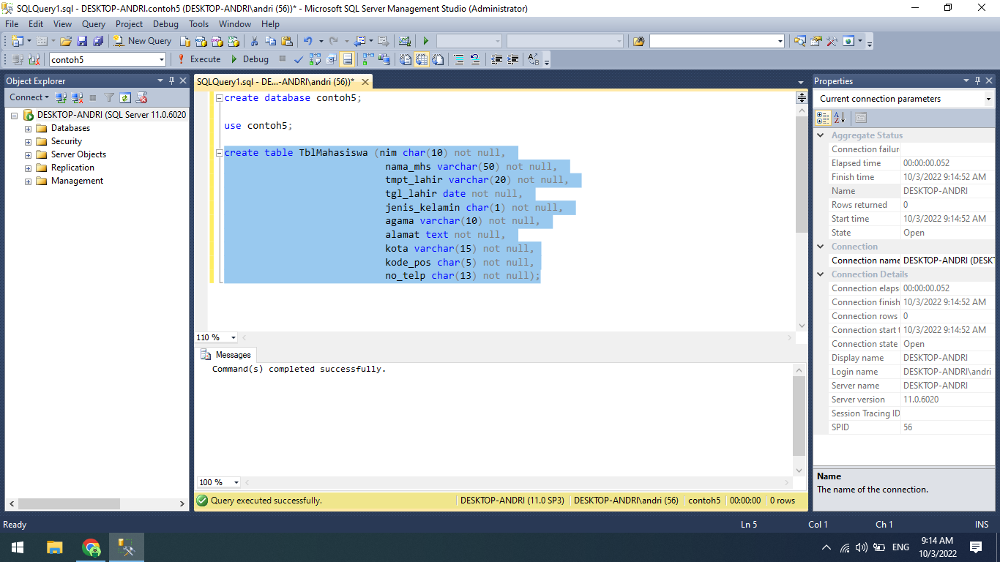 SQLQuery1.sql - DESKTOP-ANDRI.contoh5 (DESKTOP-ANDRI\andri (56))* - Microsoft SQL Server Management Studio (Administrator)
File Edit View Query Project Debug Tools Window Help
New Query
contoh5 Execute Debug
Object Explorer
Connect
DESKTOP-ANDRI (SQL Server 11.0.6020
Databases
Security
Server Objects
Replication
Management
SQLQuery1.sql - DE...-ANDRI\andri (56))*
create database contoh5;
use contoh5;
create table TblMahasiswa (nim char(10) not null,
nama_mhs varchar(50) not null,
tmpt_lahir varchar(20) not null,
tgl_lahir date not null,
jenis_kelamin char(1) not null,
agama varchar(10) not null,
alamat text not null,
kota varchar(15) not null,
kode_pos char(5) not null,
no_telp char(13) not null);
110 %
Messages
Command(s) completed successfully.
100 %
Query executed successfully. DESKTOP-ANDRI (11.0 SP3) DESKTOP-ANDRI\andri (56) contoh5 00:00:00 0 rows
Properties
Current connection parameters
Aggregate Status
Connection failur
Elapsed time 00:00:00.052
Finish time 10/3/2022 9:14:52 AM
Name DESKTOP-ANDRI
Rows returned 0
Start time 10/3/2022 9:14:52 AM
State Open
Connection
Connection name DESKTOP-ANDRI (DESKT
Connection Details
Connection elaps 00:00:00.052
Connection finish 10/3/2022 9:14:52 AM
Connection rows 0
Connection start t 10/3/2022 9:14:52 AM
Connection state Open
Display name DESKTOP-ANDRI
Login name DESKTOP-ANDRI\andri
Server name DESKTOP-ANDRI
Server version 11.0.6020
Session Tracing ID
SPID 56
Name
The name of the connection.
Ready Ln 5 Col 1 Ch 1 INS
ENG
9:14 AM
10/3/2022